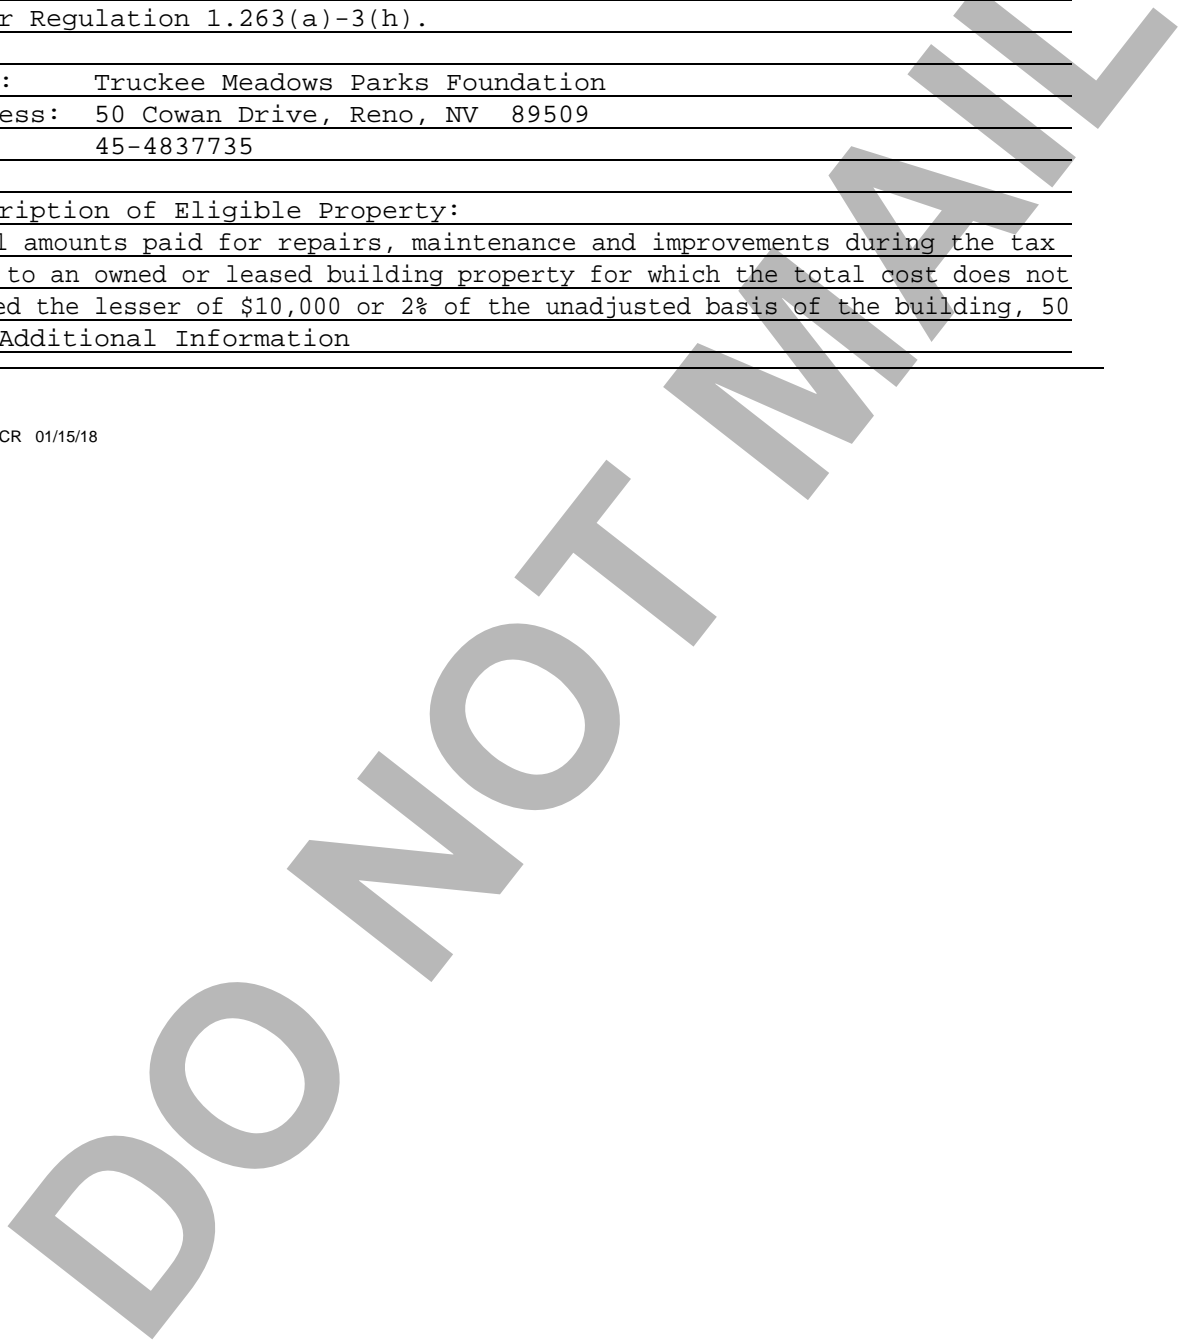 r Regulation 1.263(a)-3(h).
: Truckee Meadows Parks Foundation
ess: 50 Cowan Drive, Reno, NV 89509
45-4837735
ription of Eligible Property:
l amounts paid for repairs, maintenance and improvements during the tax
to an owned or leased building property for which the total cost does not
ed the lesser of $10,000 or 2% of the unadjusted basis of the building, 50
Additional Information
CR 01/15/18
DO NOT MAIL